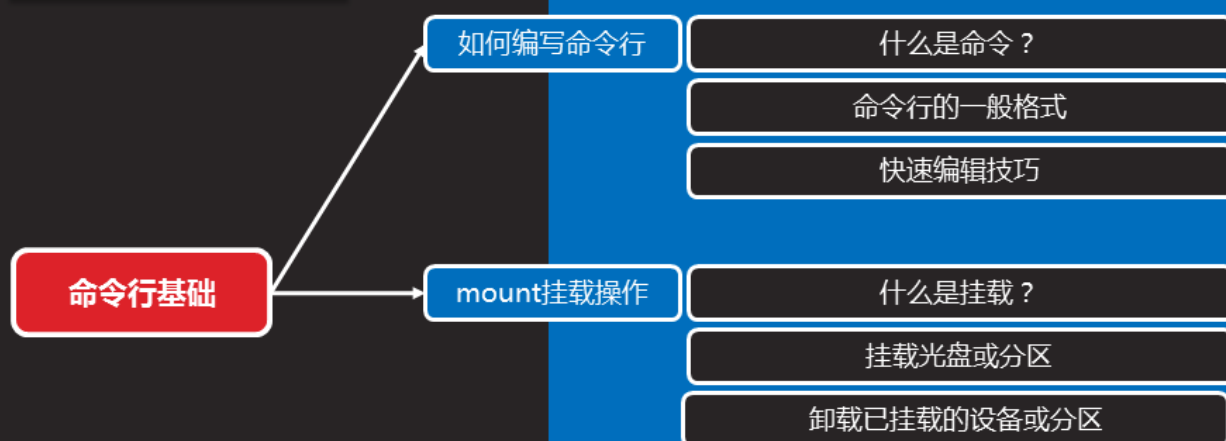 如何编写命令行
什么是命令？
命令行的一般格式
快速编辑技巧
命令行基础
mount挂载操作
什么是挂载？
挂载光盘或分区
卸载已挂载的设备或分区